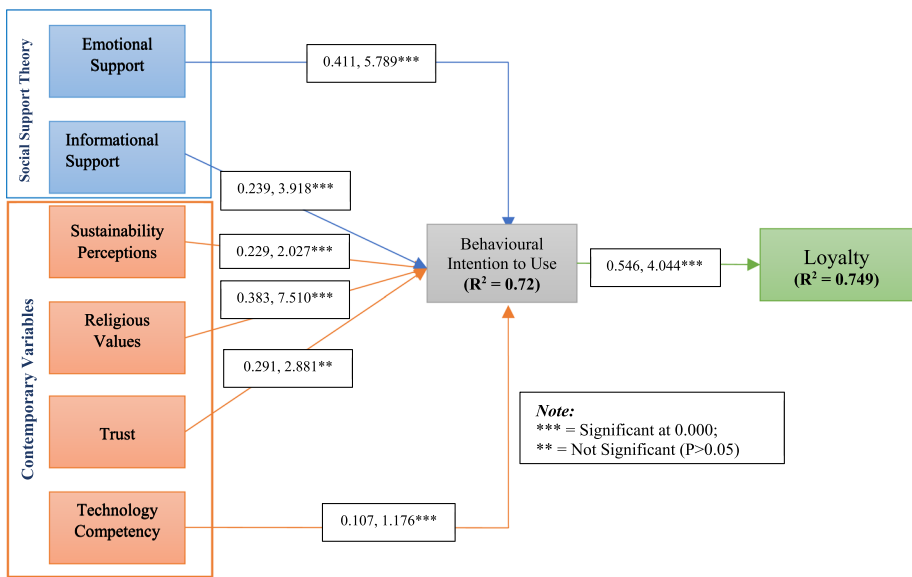 Social Support Theory
Emotional
Support
0.411, 5.789***
Informational
Support
0.239, 3.918***
Contemporary Variables
Sustainability
Perceptions
0.229, 2.027***
Religious
Values
0.383, 7.510***
Trust
0.291, 2.881**
Technology
Competency
0.107, 1.176***
Behavioural
Intention to Use
(R² = 0.72)
0.546, 4.044***
Loyalty
(R² = 0.749)
Note:
*** = Significant at 0.000;
** = Not Significant (P>0.05)